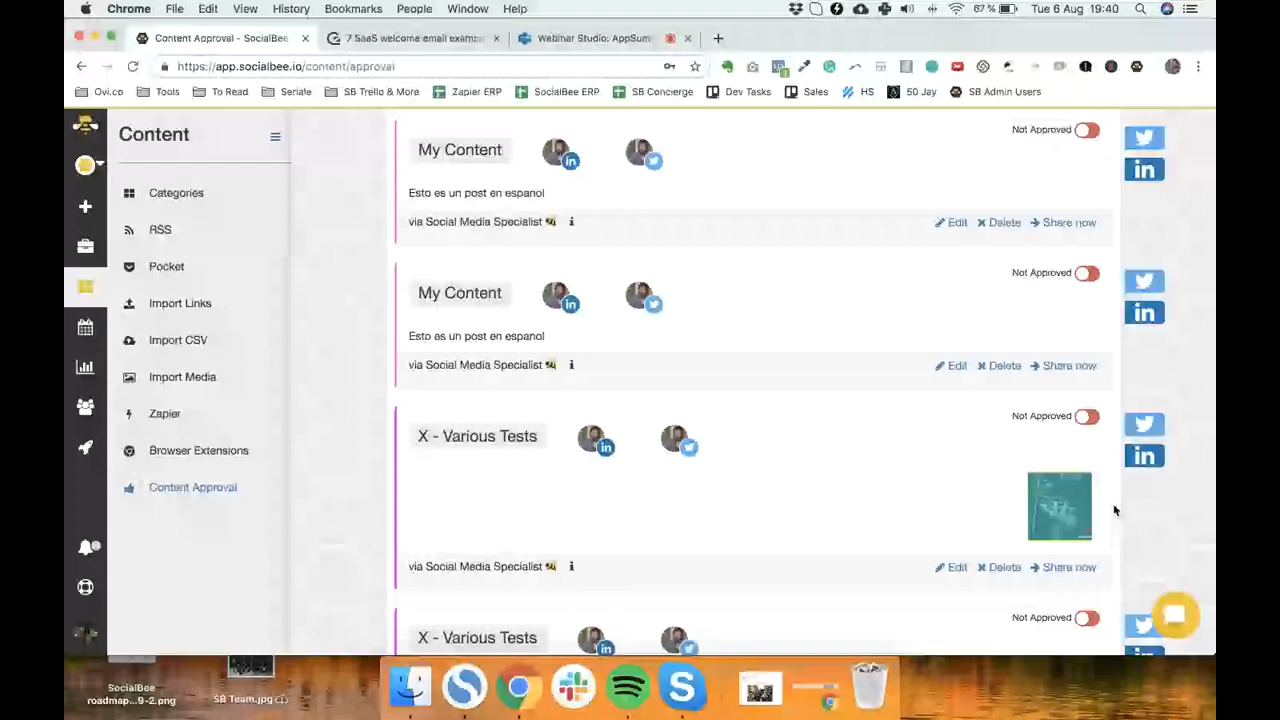 Chrome File Edit View History Bookmarks People Window Help 67 % Tue 6 Aug 19:40
Content Approval - SocialBee 7 SaaS welcome email exam Webinar Studio: AppSum
https://app.socialbee.io/content/approval
Ovi.co Tools To Read Seriale SB Trello & More Zapier ERP SocialBee ERP SB Concierge Dev Tasks Sales HS 50 Jay SB Admin Users
Content
Categories
RSS
Pocket
Import Links
Import CSV
Import Media
Zapier
Browser Extensions
Content Approval
My Content
Not Approved
Esto es un post en espanol
via Social Media Specialist
Edit Delete Share now
My Content
Not Approved
Esto es un post en espanol
via Social Media Specialist
Edit Delete Share now
X - Various Tests
Not Approved
via Social Media Specialist
Edit Delete Share now
X - Various Tests
Not Approved
SocialBee
roadmap...9-2.png
SB Team.jpg